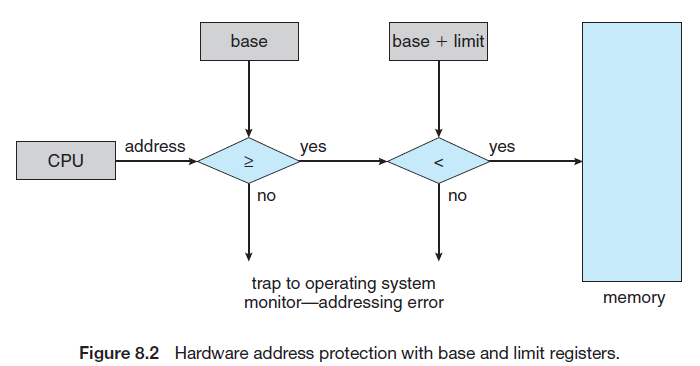 base
base + limit
CPU
address
≥
yes
<
yes
no
no
trap to operating system
monitor—addressing error
memory
Figure 8.2 Hardware address protection with base and limit registers.